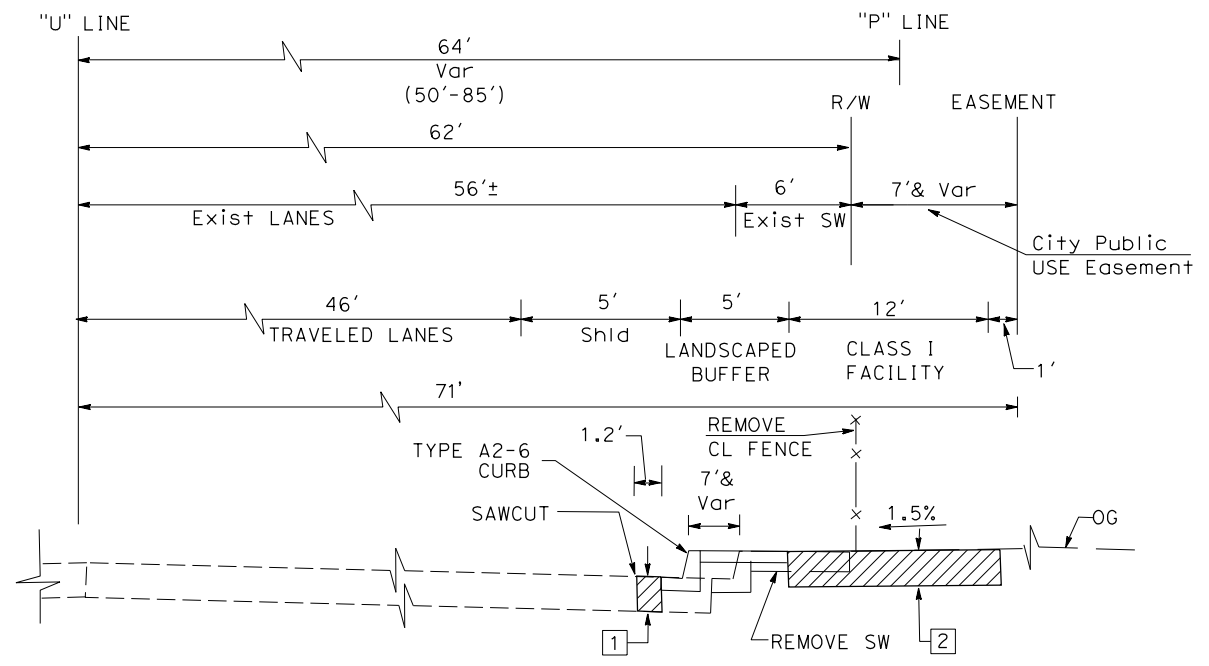 "U" LINE
"P" LINE
64'
Var
(50'-85')
R/W
EASEMENT
62'
56'±
6'
7'& Var
Exist LANES
Exist SW
City Public
USE Easement
46'
5'
5'
12'
TRAVELED LANES
Shld
LANDSCAPED
BUFFER
CLASS I
FACILITY
1'
71'
REMOVE
CL FENCE
1.2'
TYPE A2-6
CURB
7'&
Var
SAWCUT
1.5%
OG
1
REMOVE SW
2